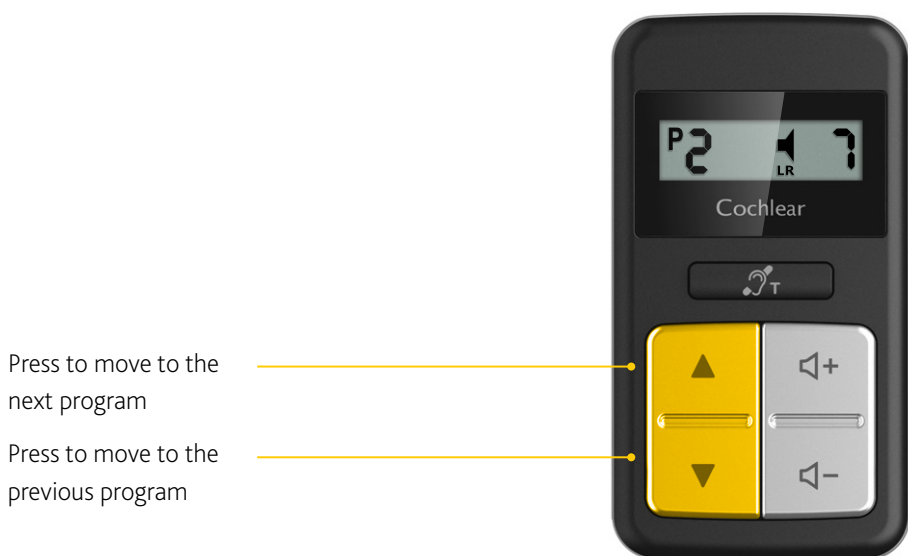 P2 LR 7
Cochlear
T
+
Press to move to the
next program
Press to move to the
previous program
-